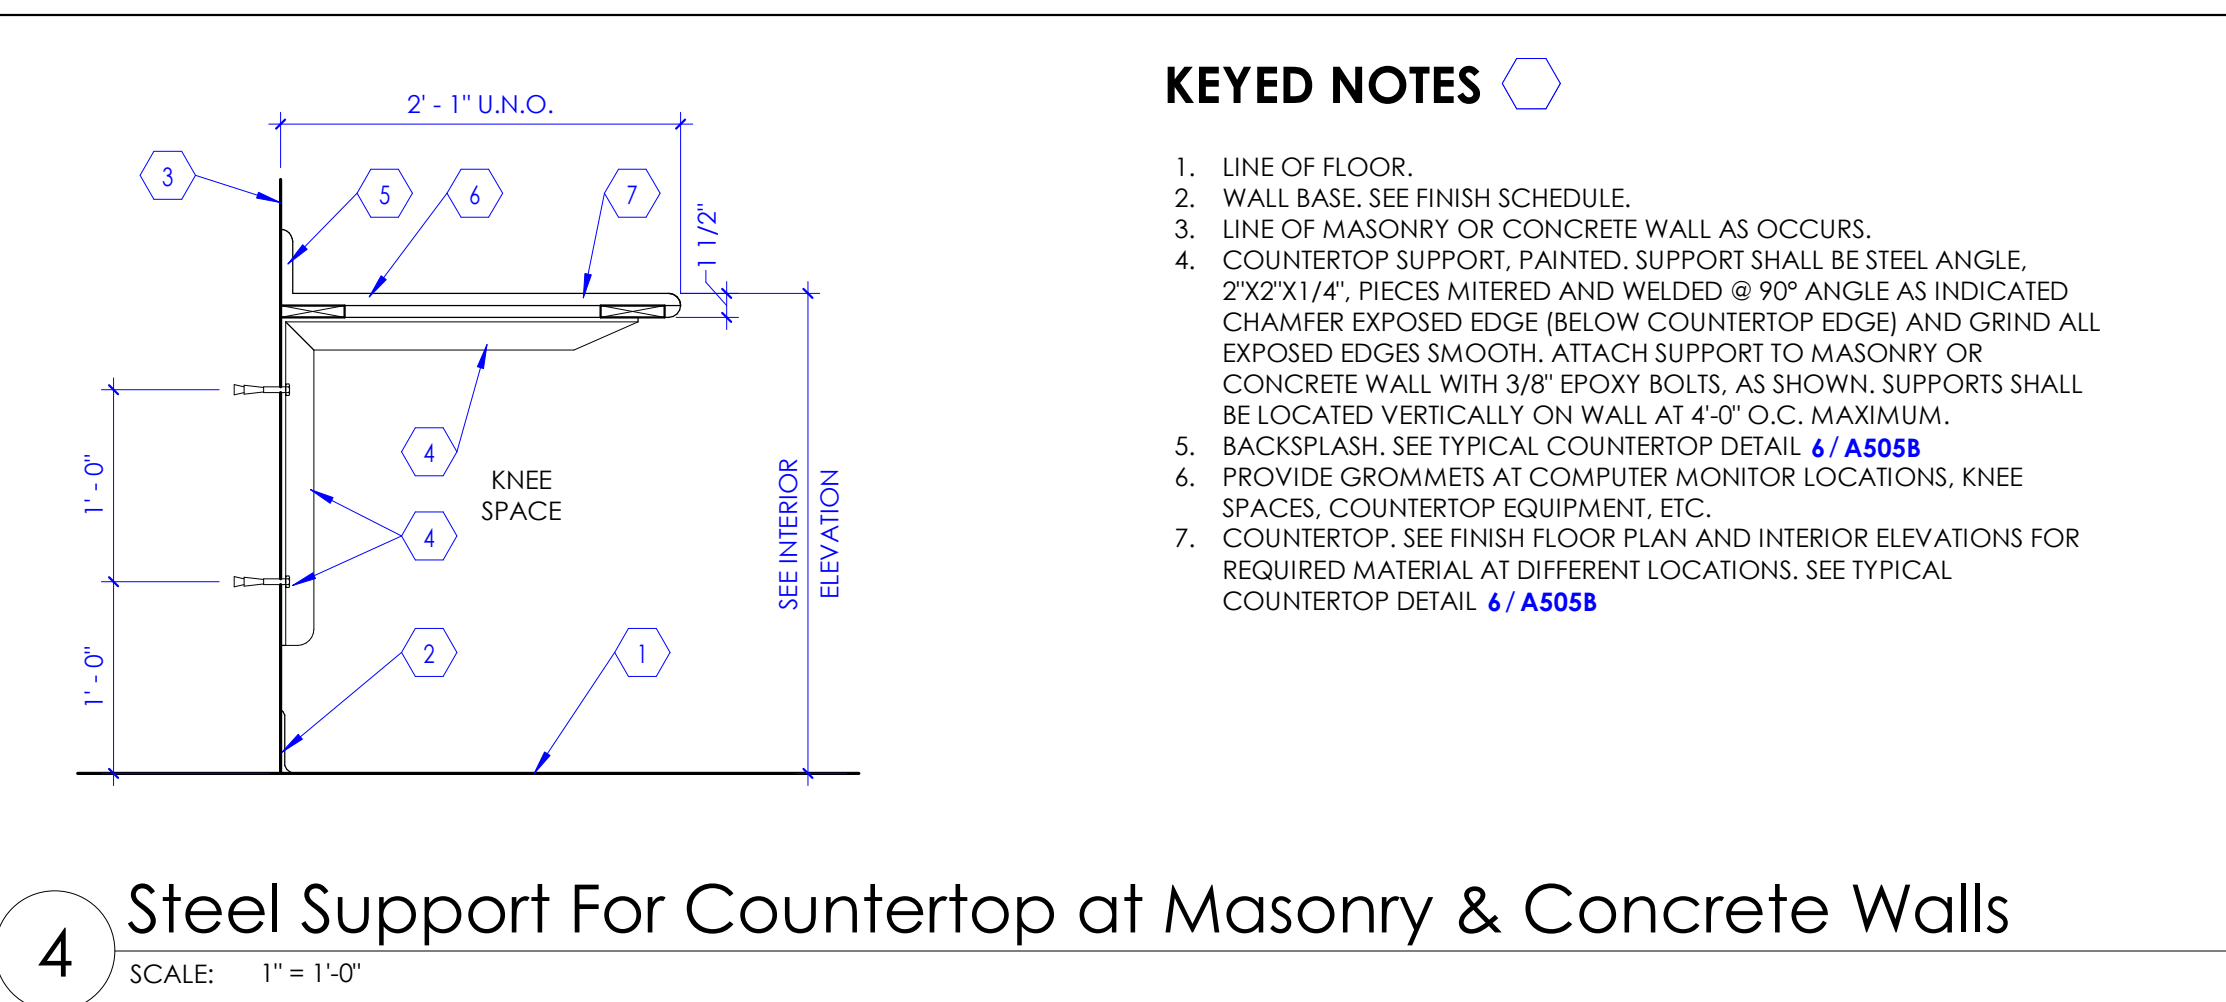 2' - 1" U.N.O.
3
5
6
7
1 1/2"
4
KNEE
SPACE
4
1' - 0"
1' - 0"
SEE INTERIOR
ELEVATION
2
1
KEYED NOTES
1. LINE OF FLOOR.
2. WALL BASE. SEE FINISH SCHEDULE.
3. LINE OF MASONRY OR CONCRETE WALL AS OCCURS.
4. COUNTERTOP SUPPORT, PAINTED. SUPPORT SHALL BE STEEL ANGLE,
2"X2"X1/4", PIECES MITERED AND WELDED @ 90° ANGLE AS INDICATED
CHAMFER EXPOSED EDGE (BELOW COUNTERTOP EDGE) AND GRIND ALL
EXPOSED EDGES SMOOTH. ATTACH SUPPORT TO MASONRY OR
CONCRETE WALL WITH 3/8" EPOXY BOLTS, AS SHOWN. SUPPORTS SHALL
BE LOCATED VERTICALLY ON WALL AT 4'-0" O.C. MAXIMUM.
5. BACKSPLASH. SEE TYPICAL COUNTERTOP DETAIL 6 / A505B
6. PROVIDE GROMMETS AT COMPUTER MONITOR LOCATIONS, KNEE
SPACES, COUNTERTOP EQUIPMENT, ETC.
7. COUNTERTOP. SEE FINISH FLOOR PLAN AND INTERIOR ELEVATIONS FOR
REQUIRED MATERIAL AT DIFFERENT LOCATIONS. SEE TYPICAL
COUNTERTOP DETAIL 6 / A505B
4
Steel Support For Countertop at Masonry & Concrete Walls
SCALE: 1" = 1'-0"